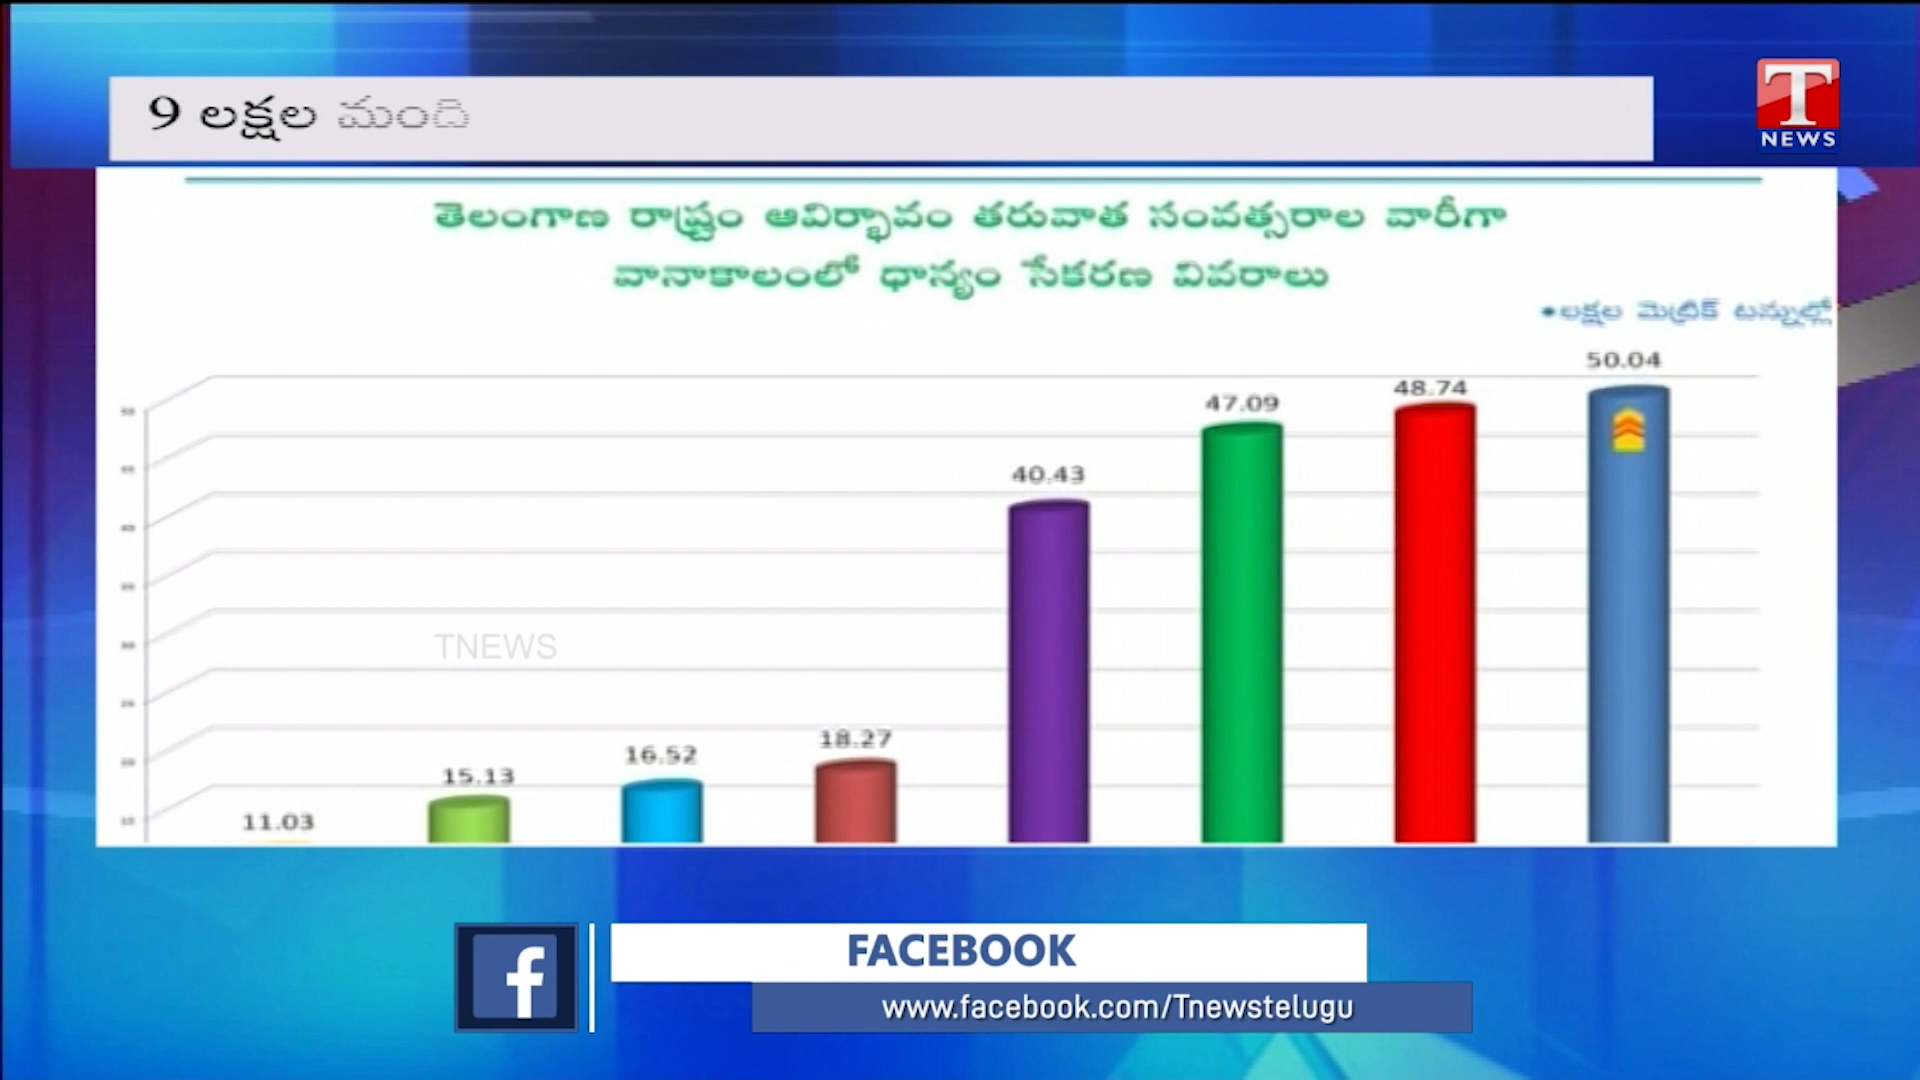 9 లక్షల మంది
T
NEWS
తెలంగాణ రాష్ట్రం ఆవిర్భావం తరువాత సంవత్సరాల వారీగా
వానాకాలంలో ధాన్యం సేకరణ వివరాలు
•లక్షల మెట్రిక్ టన్నుల్లో
50.04
48.74
47.09
40.43
18.27
16.52
15.13
11.03
TNEWS
FACEBOOK
www.facebook.com/Tnewstelugu